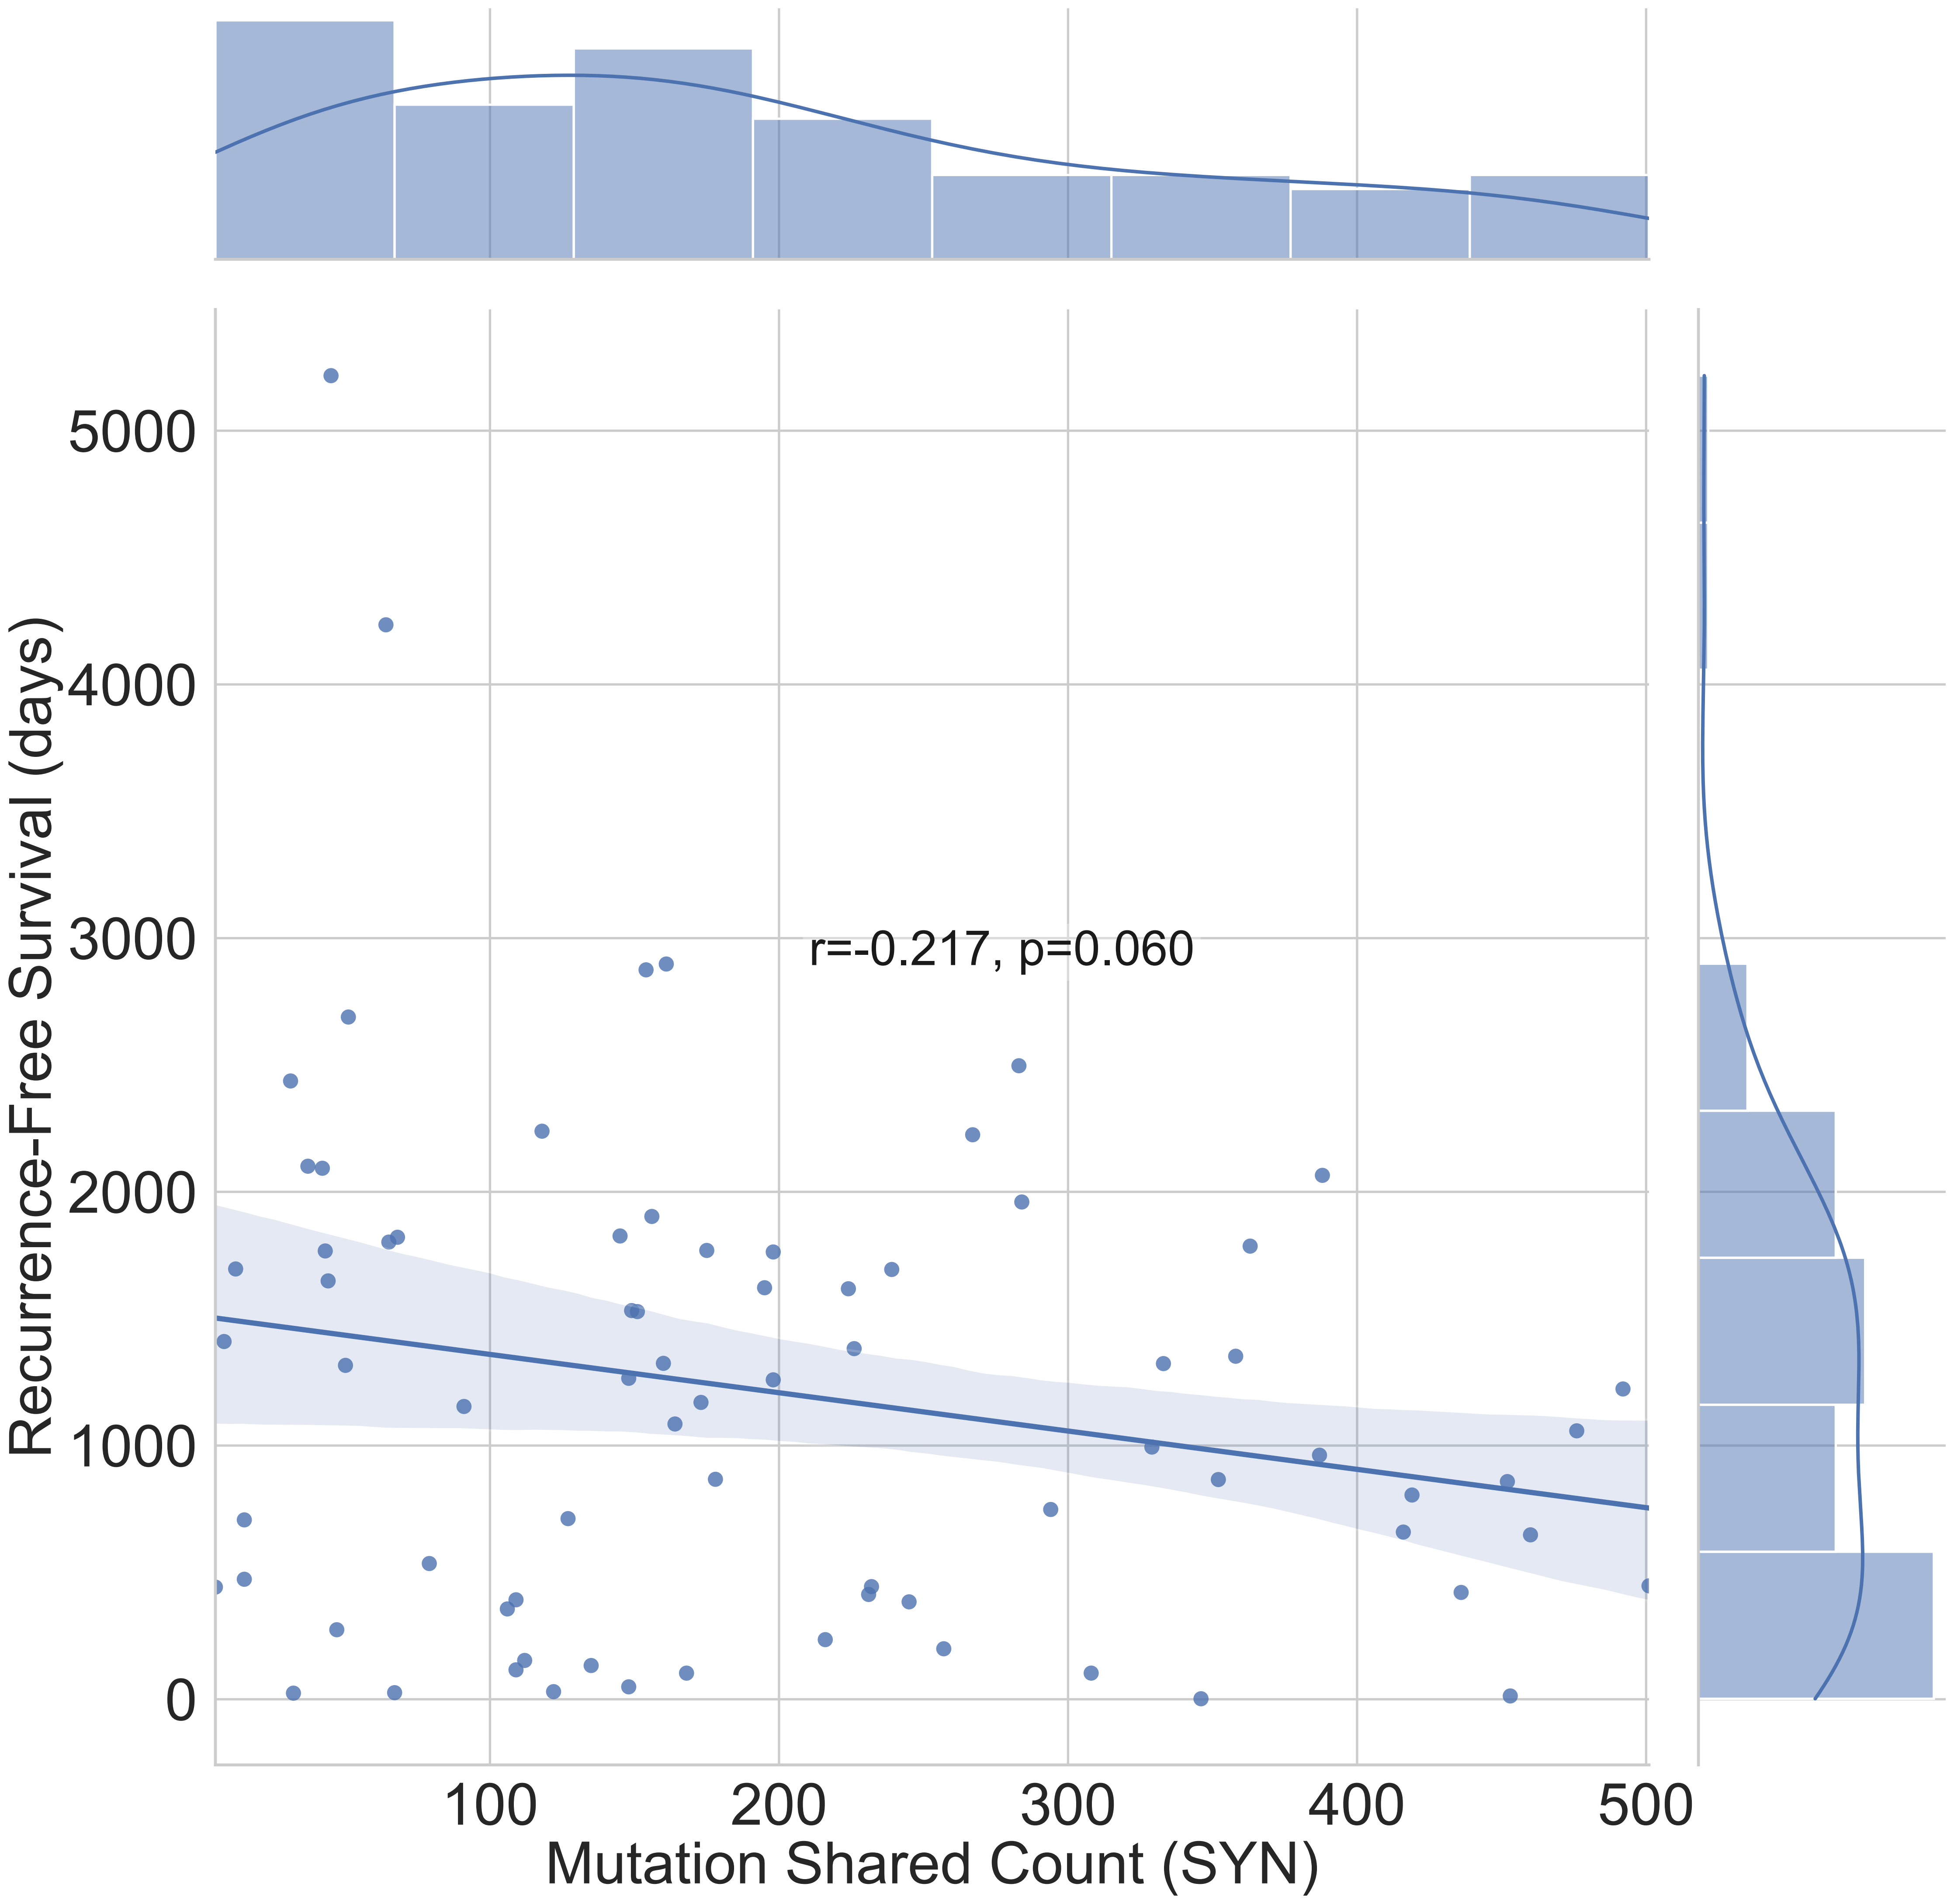 5000
4000
3000
2000
1000
0
Recurrence-Free Survival (days)
r=-0.217, p=0.060
100 200 300 400 500
Mutation Shared Count (SYN)